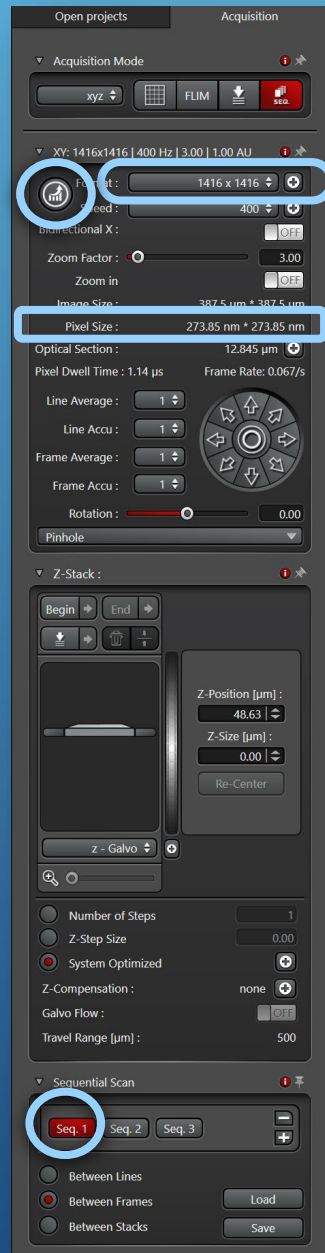 Open projects Acquisition
Acquisition Mode
xyz FLIM SEQ.
XY: 1416x1416 | 400 Hz | 3.00 | 1.00 AU
Format : 1416 x 1416
Speed : 400
Bidirectional X : OFF
Zoom Factor : 3.00
Zoom in OFF
Image Size : 387.5 µm * 387.5 µm
Pixel Size : 273.85 nm * 273.85 nm
Optical Section : 12.845 µm
Pixel Dwell Time : 1.14 µs Frame Rate: 0.067/s
Line Average : 1
Line Accu : 1
Frame Average : 1
Frame Accu : 1
Rotation : 0.00
Pinhole
Z-Stack :
Begin End
Z-Position [µm] :
48.63
Z-Size [µm] :
0.00
Re-Center
z - Galvo
Number of Steps 1
Z-Step Size 0.00
System Optimized
Z-Compensation : none
Galvo Flow : OFF
Travel Range [µm] : 500
Sequential Scan
Seq. 1 Seq. 2 Seq. 3
Between Lines
Between Frames Load
Between Stacks Save